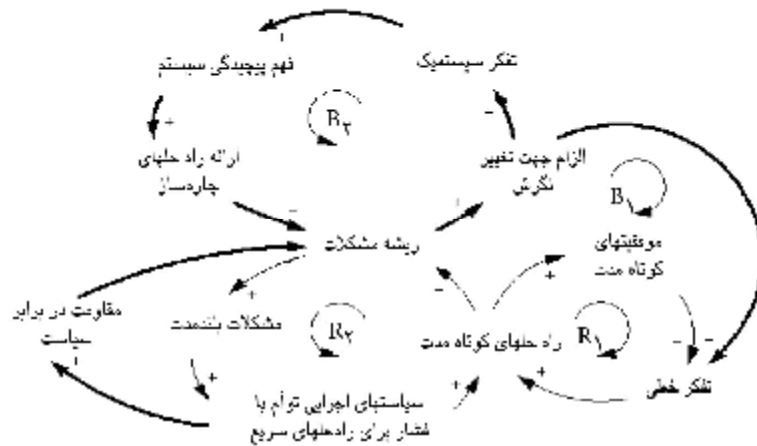 تفکر سیستمیک
فهم پیچیدگی سیستم
+
B۲
+
−
ارائه راه حلهای
چاره‌ساز
الزام جهت تغییر
نگرش
B۱
−
+
ریشه مشکلات
موفقیتهای
کوتاه مدت
+
−
+
مقاومت در برابر
سیاست
+
مشکلات بلندمدت
R۲
راه حلهای کوتاه مدت
R۱
−
−
+
سیاستهای اجرایی توأم با
فشار برای راه‌حلهای سریع
+
+
تفکر خطی